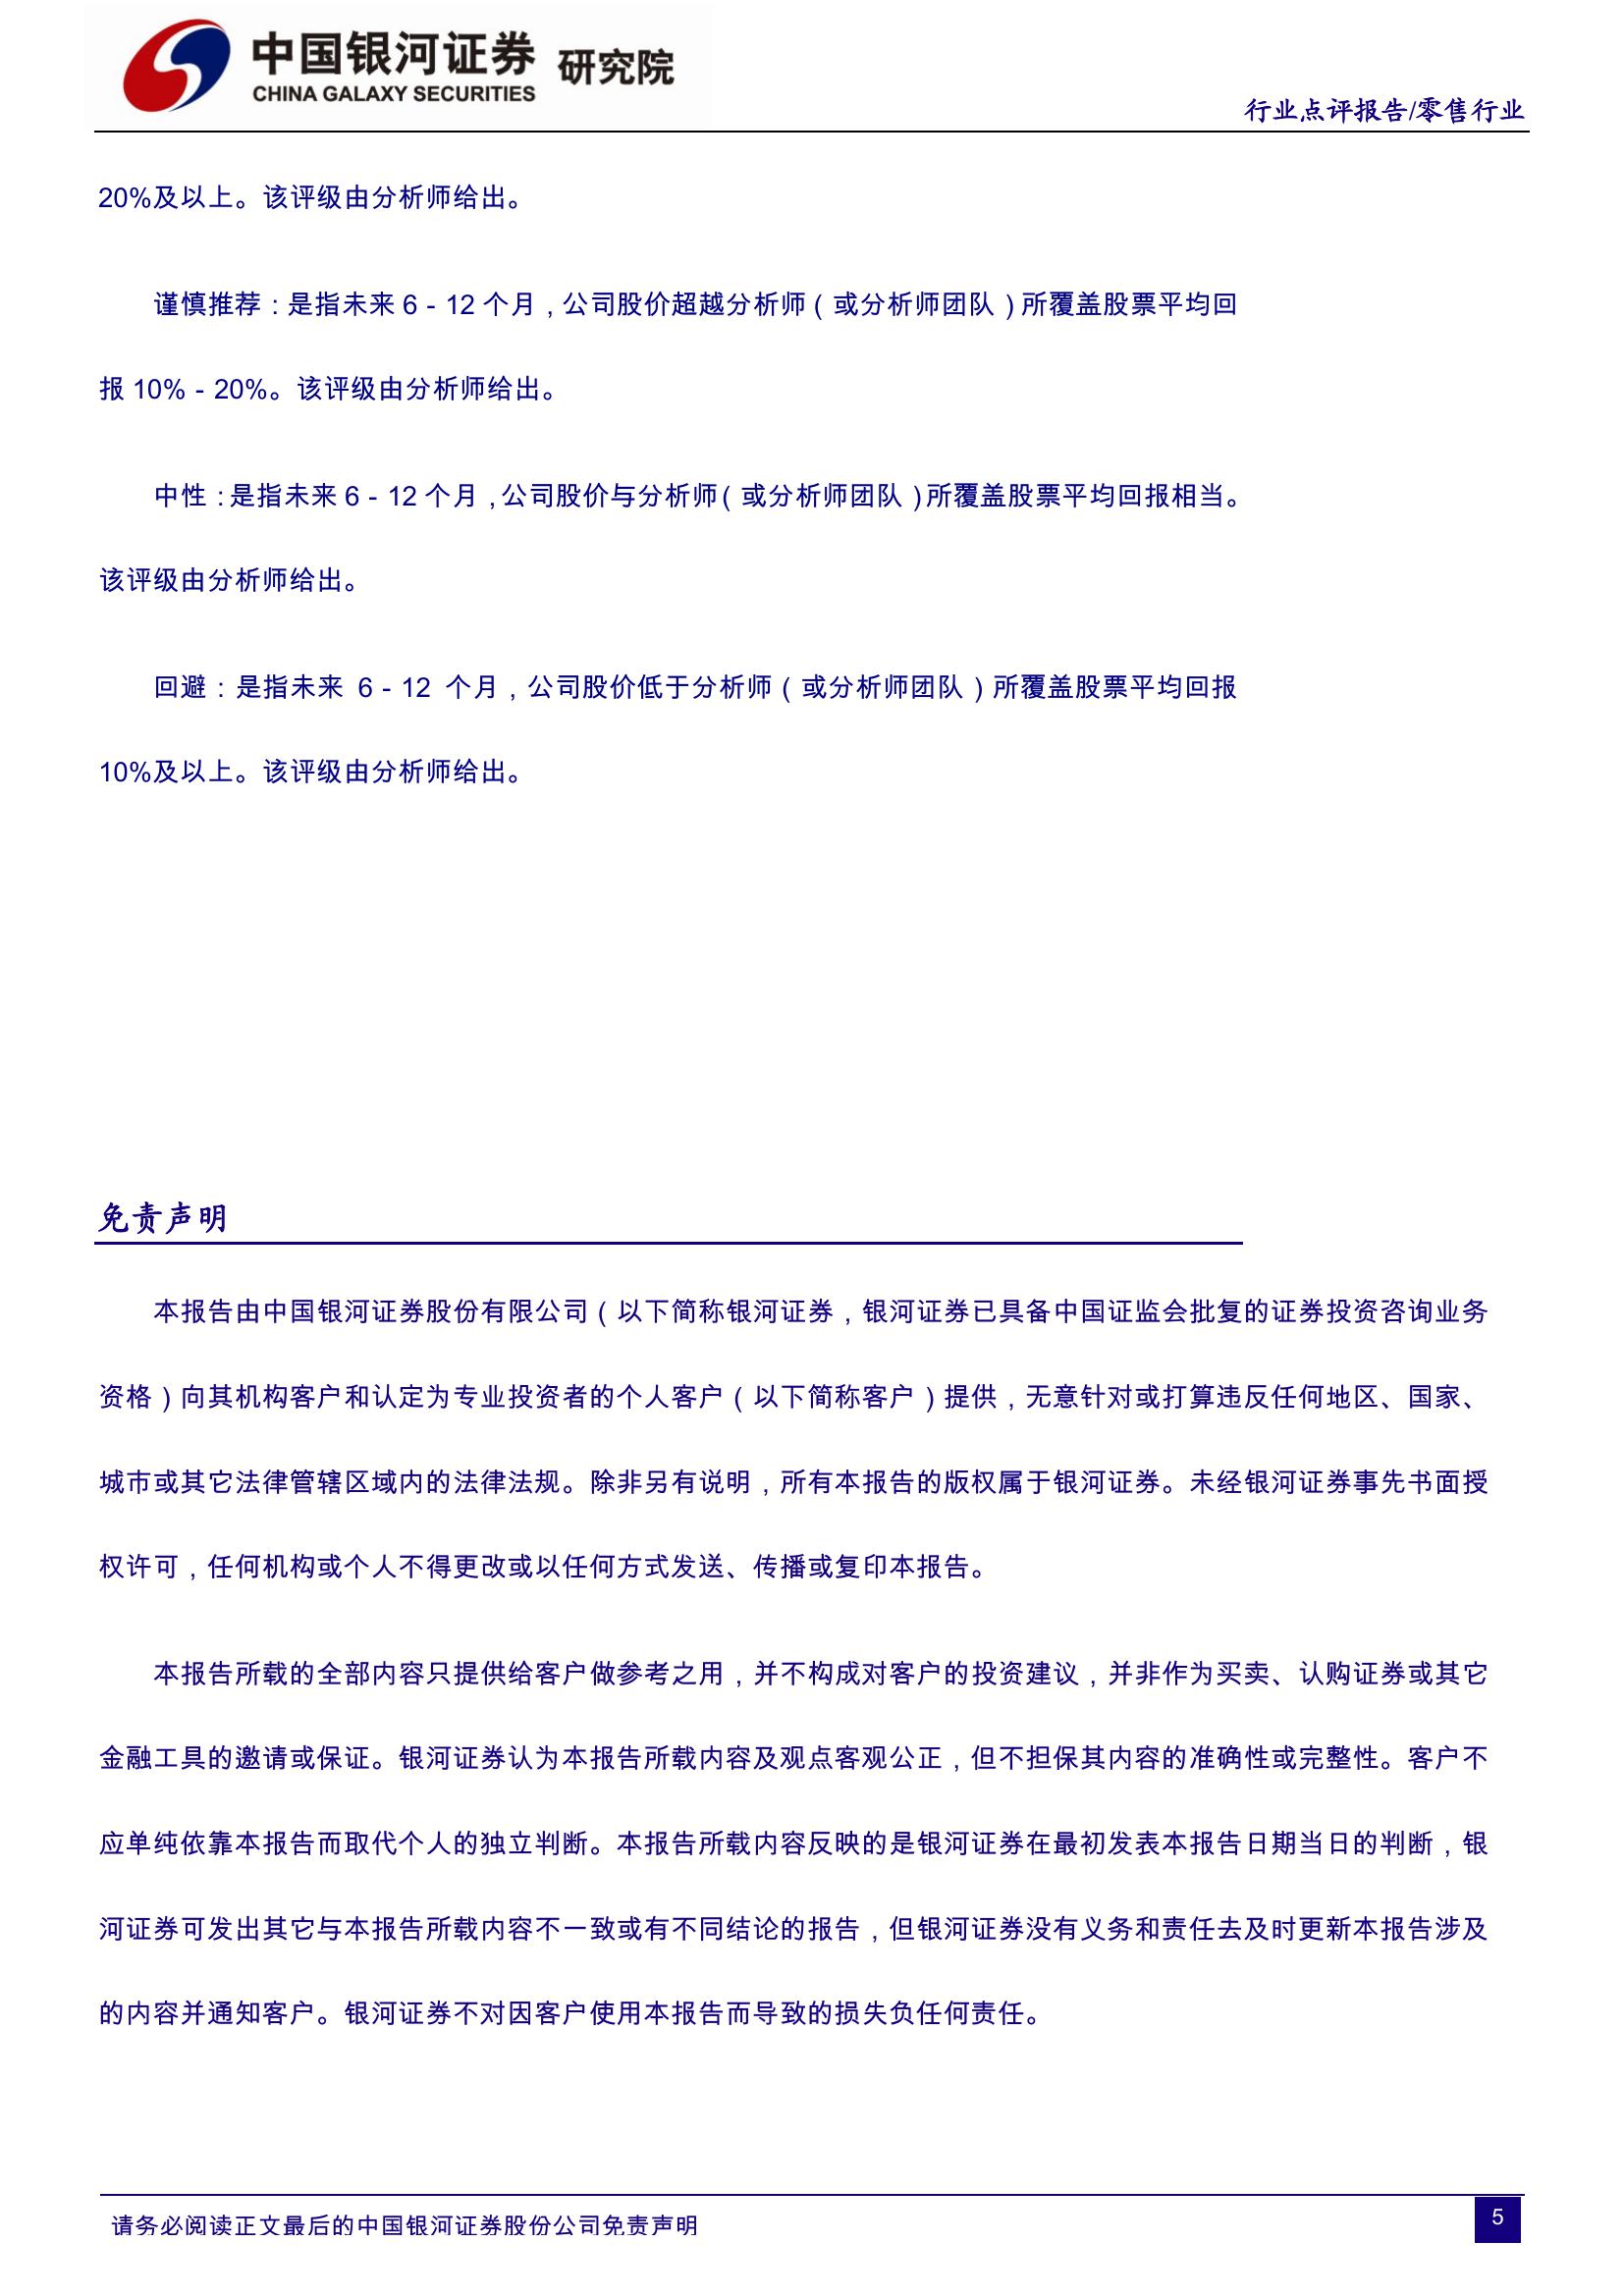 中国银河证券 研究院
CHINA GALAXY SECURITIES
行业点评报告/零售行业
20%及以上。该评级由分析师给出。
谨慎推荐：是指未来 6－12 个月，公司股价超越分析师（或分析师团队）所覆盖股票平均回
报 10%－20%。该评级由分析师给出。
中性：是指未来 6－12 个月，公司股价与分析师（或分析师团队）所覆盖股票平均回报相当。
该评级由分析师给出。
回避：是指未来 6－12 个月，公司股价低于分析师（或分析师团队）所覆盖股票平均回报
10%及以上。该评级由分析师给出。
免责声明
本报告由中国银河证券股份有限公司（以下简称银河证券，银河证券已具备中国证监会批复的证券投资咨询业务
资格）向其机构客户和认定为专业投资者的个人客户（以下简称客户）提供，无意针对或打算违反任何地区、国家、
城市或其它法律管辖区域内的法律法规。除非另有说明，所有本报告的版权属于银河证券。未经银河证券事先书面授
权许可，任何机构或个人不得更改或以任何方式发送、传播或复印本报告。
本报告所载的全部内容只提供给客户做参考之用，并不构成对客户的投资建议，并非作为买卖、认购证券或其它
金融工具的邀请或保证。银河证券认为本报告所载内容及观点客观公正，但不担保其内容的准确性或完整性。客户不
应单纯依靠本报告而取代个人的独立判断。本报告所载内容反映的是银河证券在最初发表本报告日期当日的判断，银
河证券可发出其它与本报告所载内容不一致或有不同结论的报告，但银河证券没有义务和责任去及时更新本报告涉及
的内容并通知客户。银河证券不对因客户使用本报告而导致的损失负任何责任。
请务必阅读正文最后的中国银河证券股份公司免责声明
5